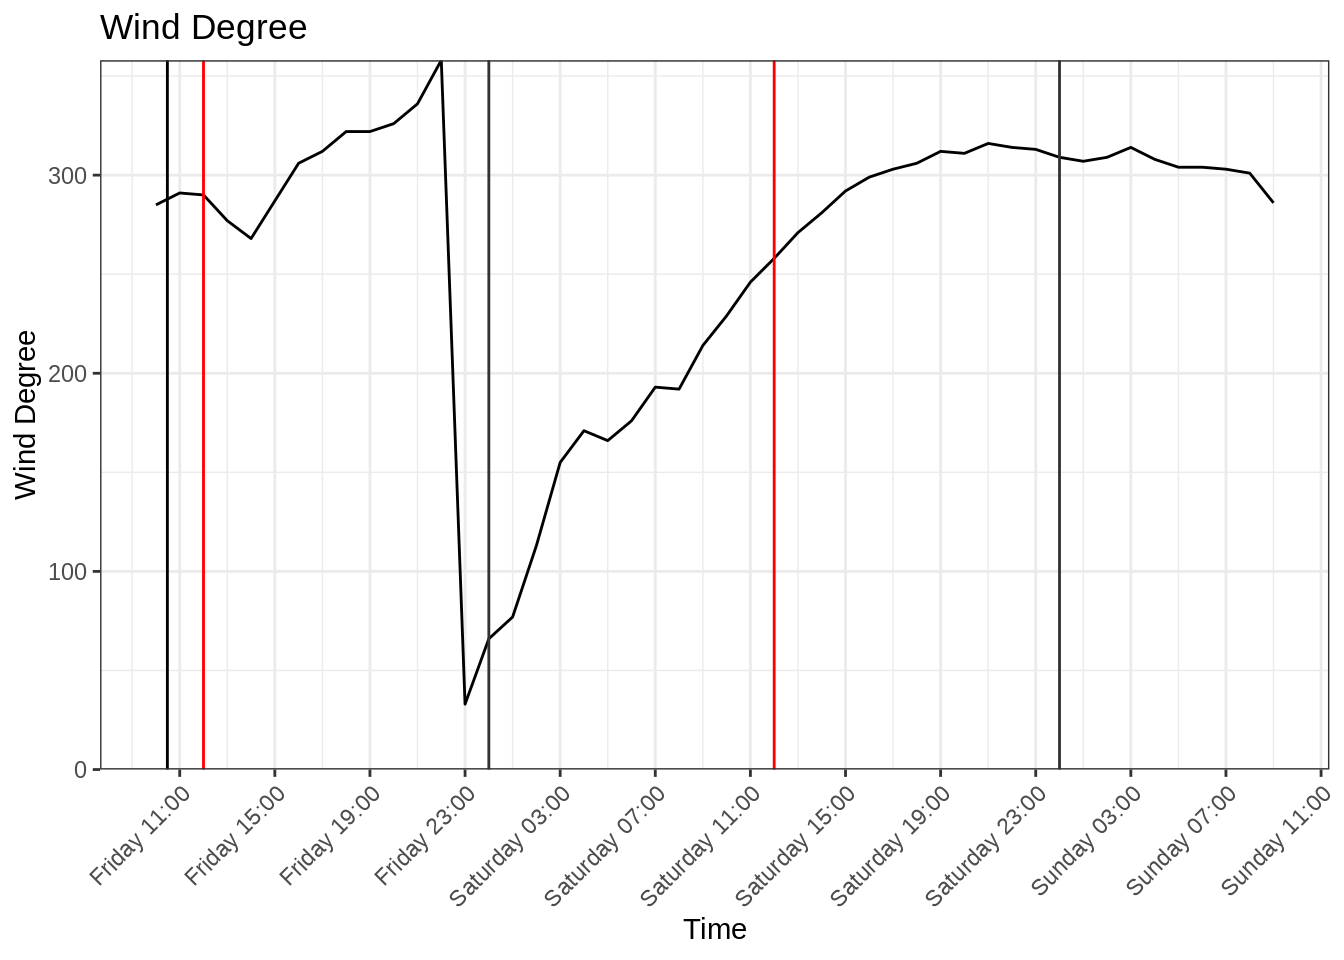 Wind Degree
Wind Degree
300
200
100
0
Friday 11:00
Friday 15:00
Friday 19:00
Friday 23:00
Saturday 03:00
Saturday 07:00
Saturday 11:00
Saturday 15:00
Saturday 19:00
Saturday 23:00
Sunday 03:00
Sunday 07:00
Sunday 11:00
Time